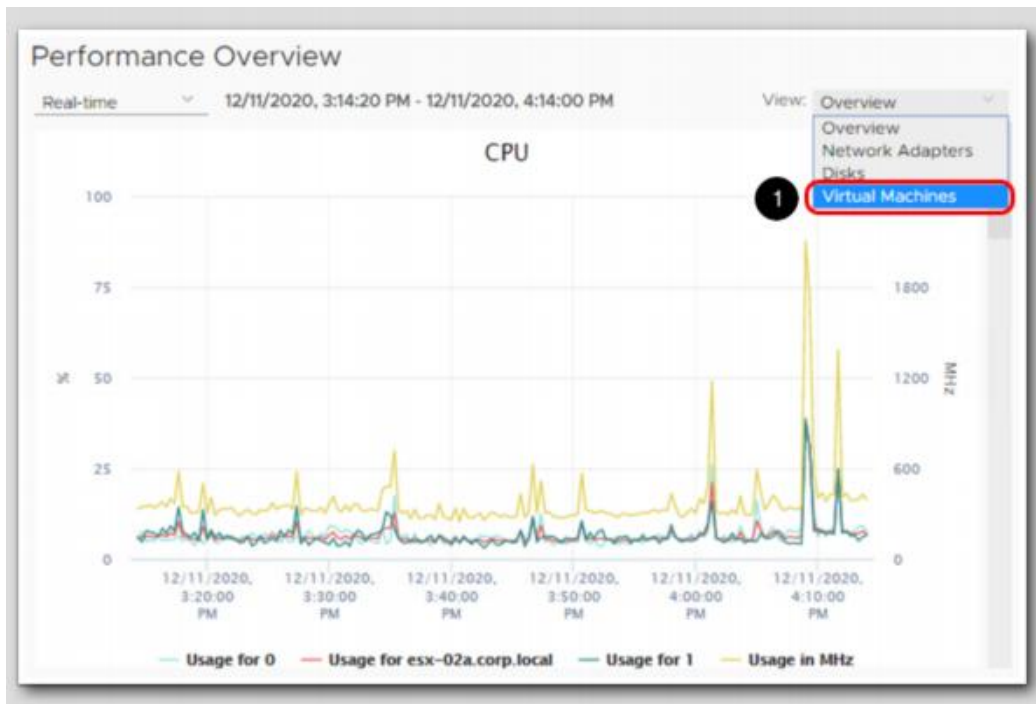 Performance Overview
Real-time 12/11/2020, 3:14:20 PM - 12/11/2020, 4:14:00 PM View: Overview
Overview
Network Adapters
Disks
1 Virtual Machines
CPU
100
75 1800
% 50 1200 MHz
25 600
0 0
12/11/2020, 12/11/2020, 12/11/2020, 12/11/2020, 12/11/2020, 12/11/2020,
3:20:00 3:30:00 3:40:00 3:50:00 4:00:00 4:10:00
PM PM PM PM PM PM
Usage for 0 Usage for esx-02a.corp.local Usage for 1 Usage in MHz